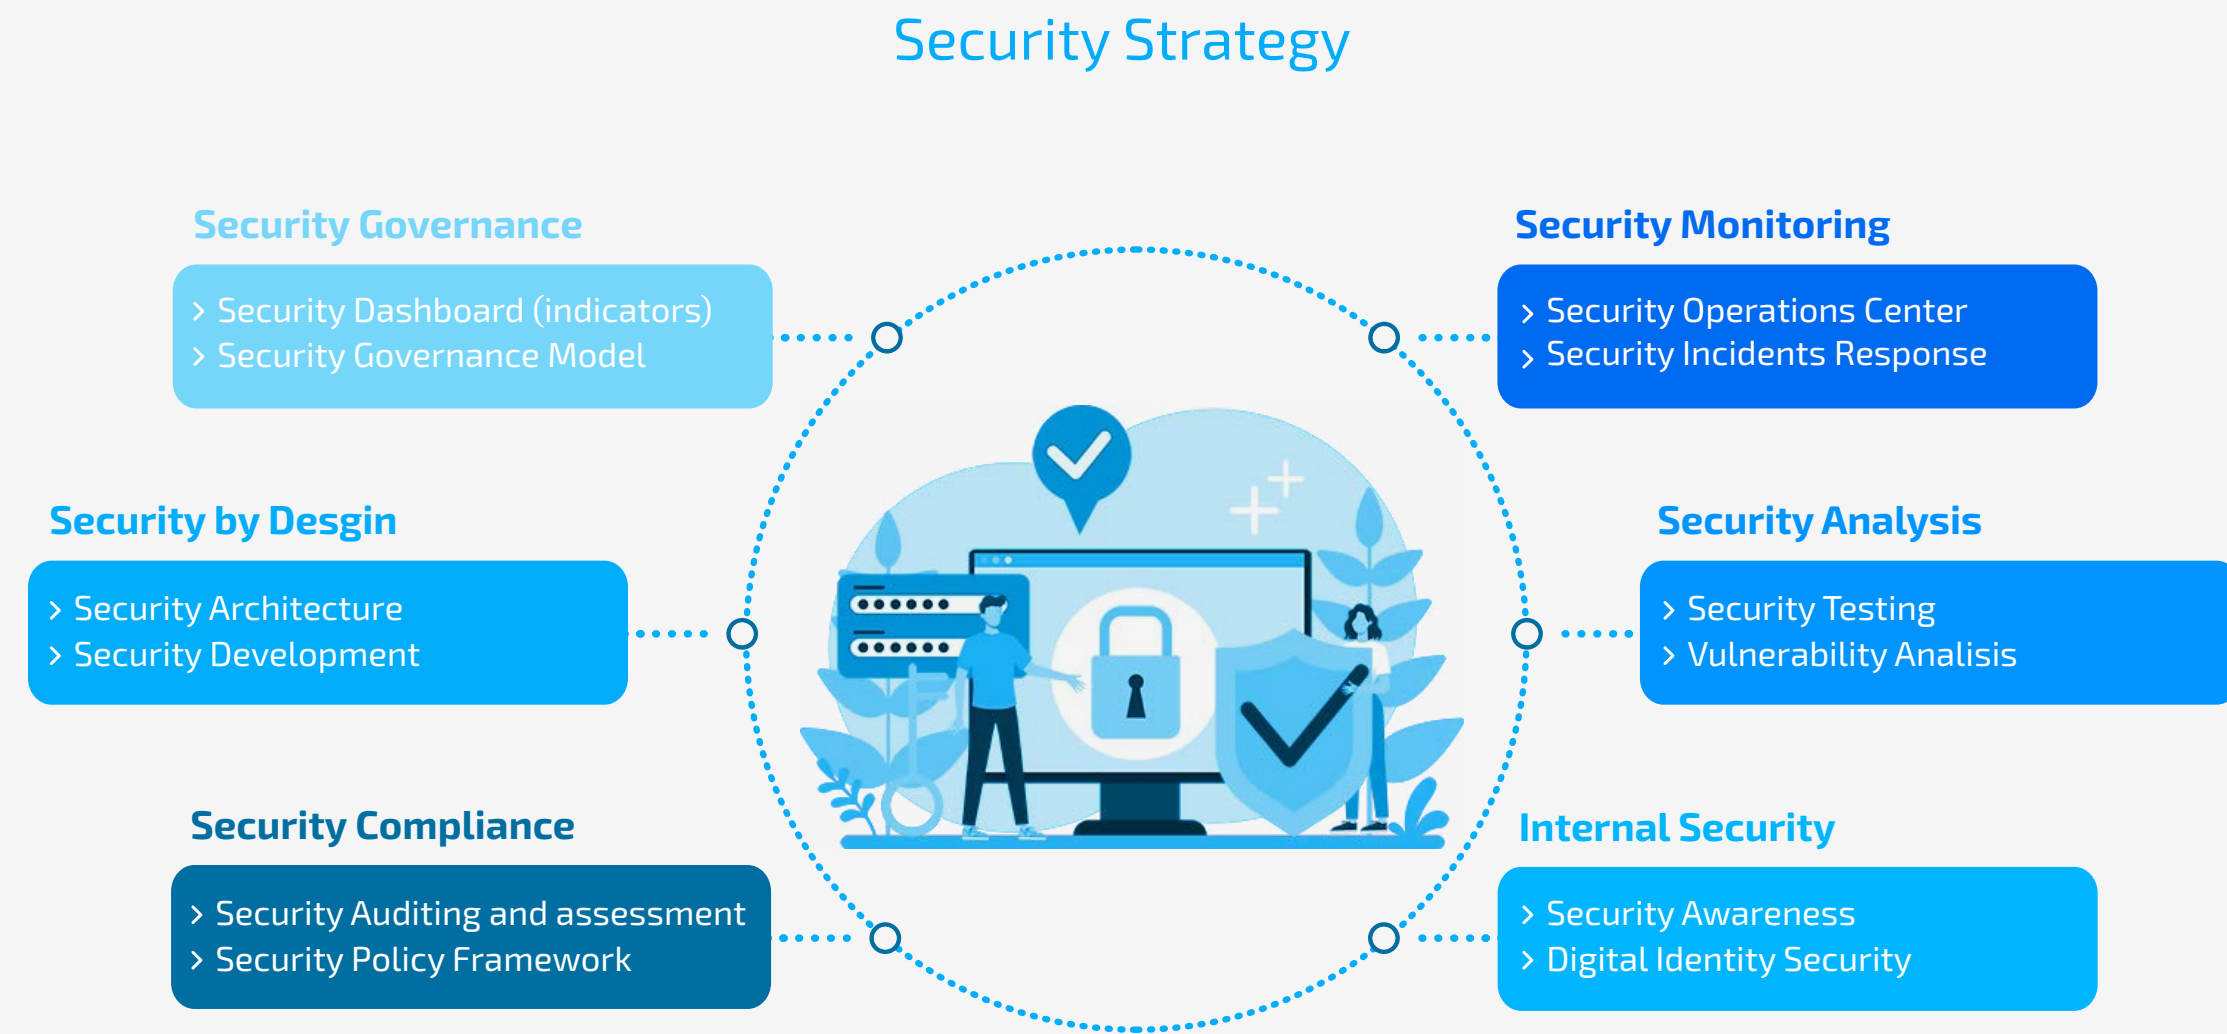 Security Strategy
Security Governance
Security Dashboard (indicators)
Security Governance Model
Security by Desgin
Security Architecture
Security Development
Security Compliance
Security Auditing and assessment
Security Policy Framework
Security Monitoring
Security Operations Center
Security Incidents Response
Security Analysis
Security Testing
Vulnerability Analisis
Internal Security
Security Awareness
Digital Identity Security